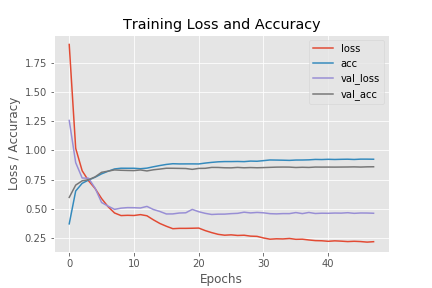 Training Loss and Accuracy
loss
acc
val_loss
val_acc
1.75
1.50
1.25
1.00
0.75
0.50
0.25
Loss / Accuracy
0 10 20 30 40
Epochs